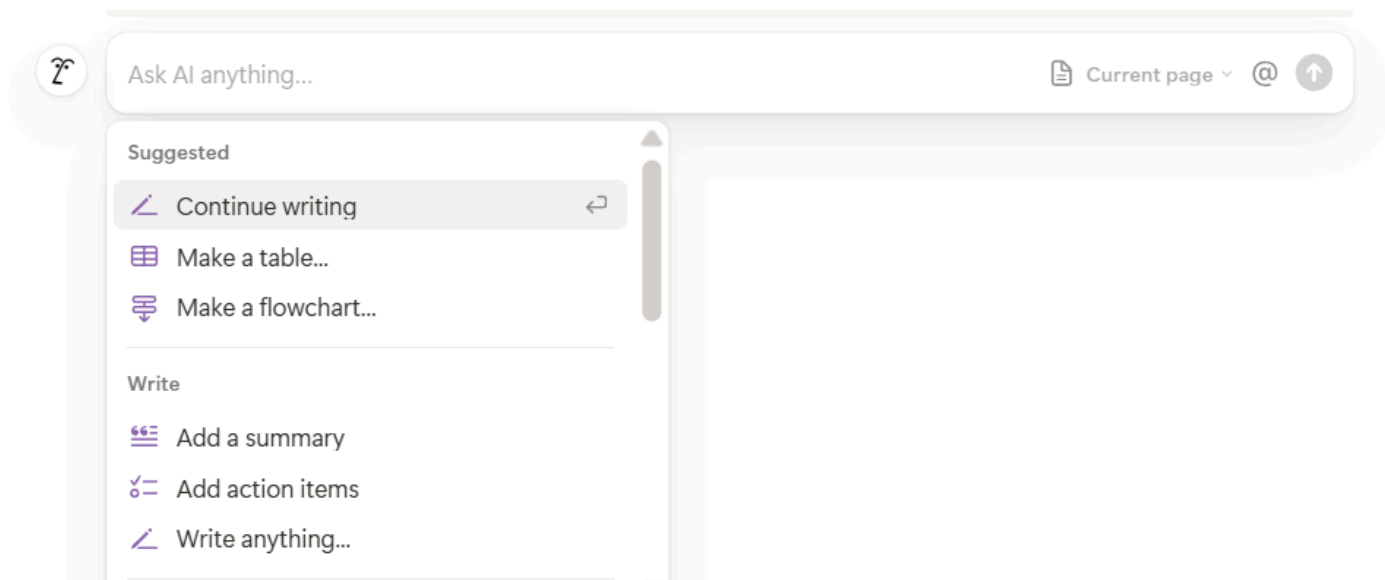 Ask AI anything...
Current page
@
Suggested
Continue writing
Make a table...
Make a flowchart...
Write
Add a summary
Add action items
Write anything...